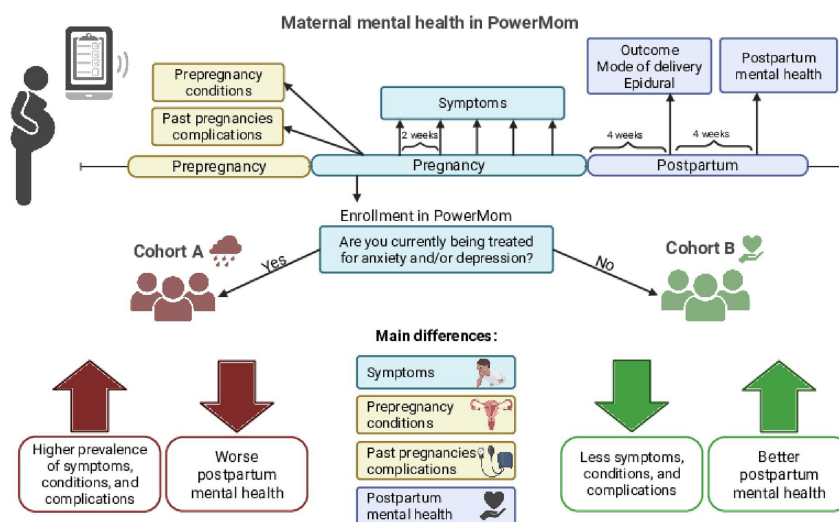 Maternal mental health in PowerMom
Prepregnancy
conditions
Past pregnancies
complications
Symptoms
2 weeks
Outcome
Mode of delivery
Epidural
Postpartum
mental health
4 weeks
4 weeks
Prepregnancy
Pregnancy
Postpartum
Enrollment in PowerMom
Are you currently being treated
for anxiety and/or depression?
Cohort A
Yes
No
Cohort B
Main differences:
Symptoms
Prepregnancy
conditions
Past pregnancies
complications
Postpartum
mental health
Higher prevalence
of symptoms,
conditions, and
complications
Worse
postpartum
mental health
Less symptoms,
conditions, and
complications
Better
postpartum
mental health